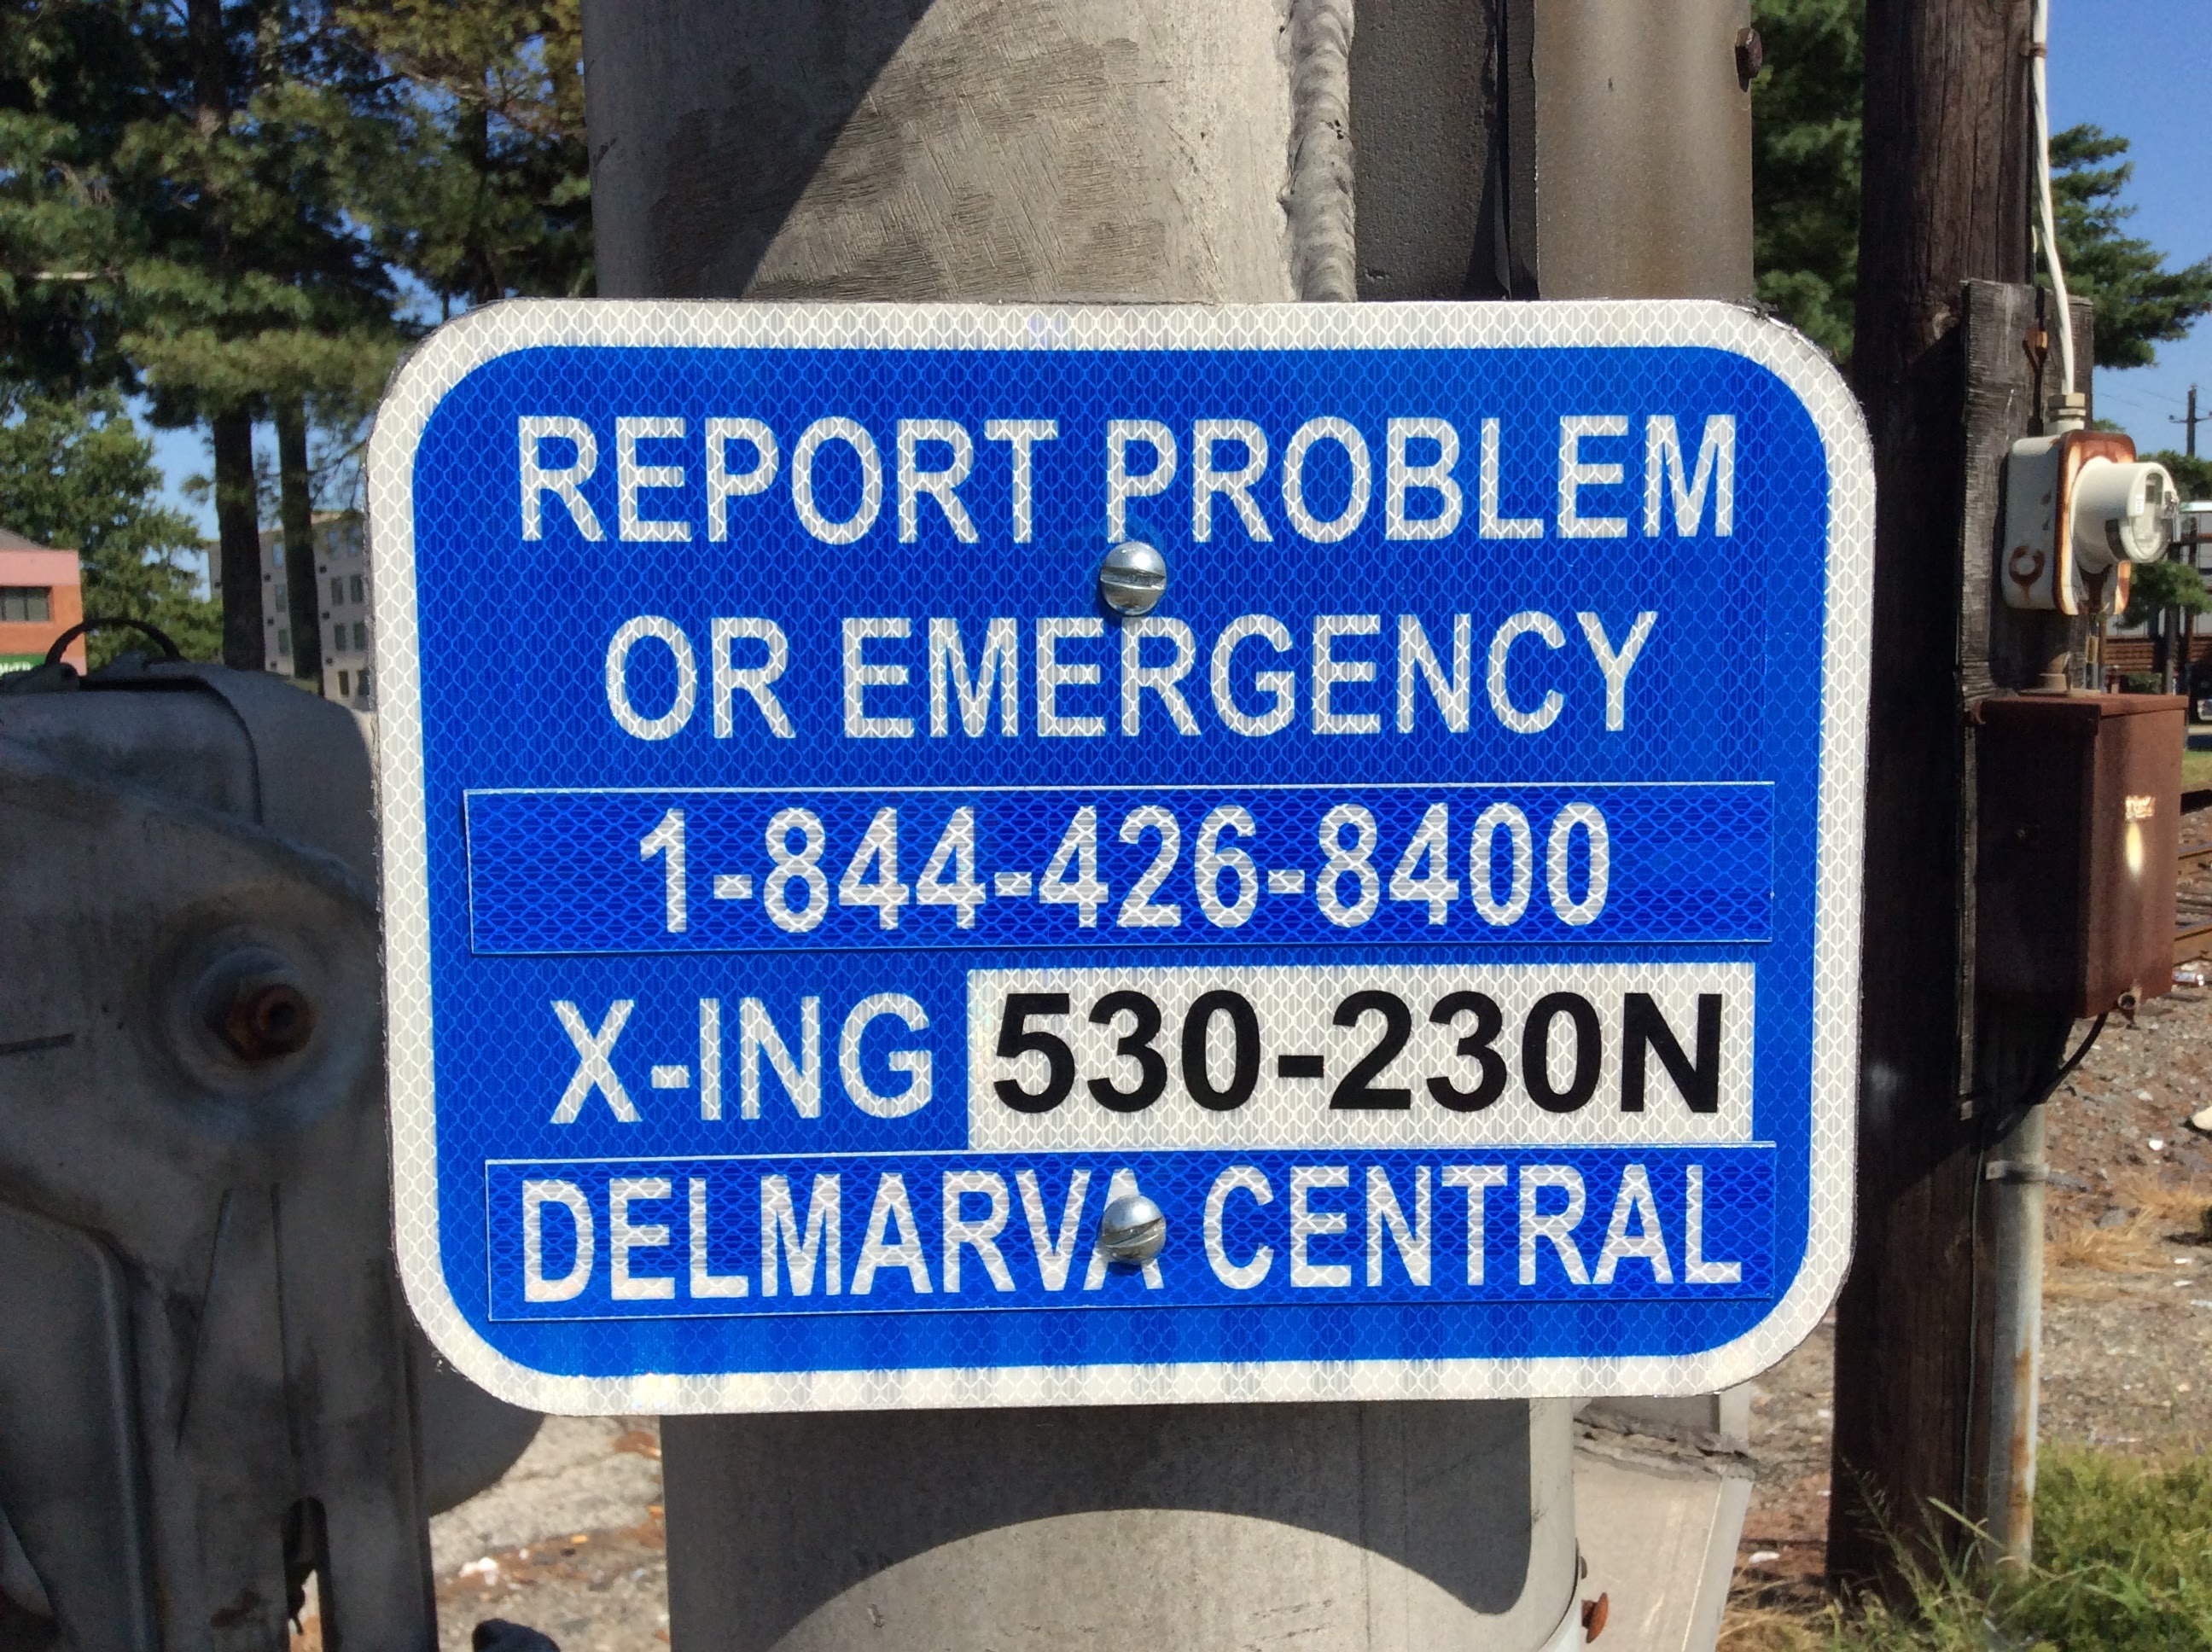 REPORT PROBLEM
OR EMERGENCY
1-844-426-8400
X-ING 530-230N
DELMARVA CENTRAL